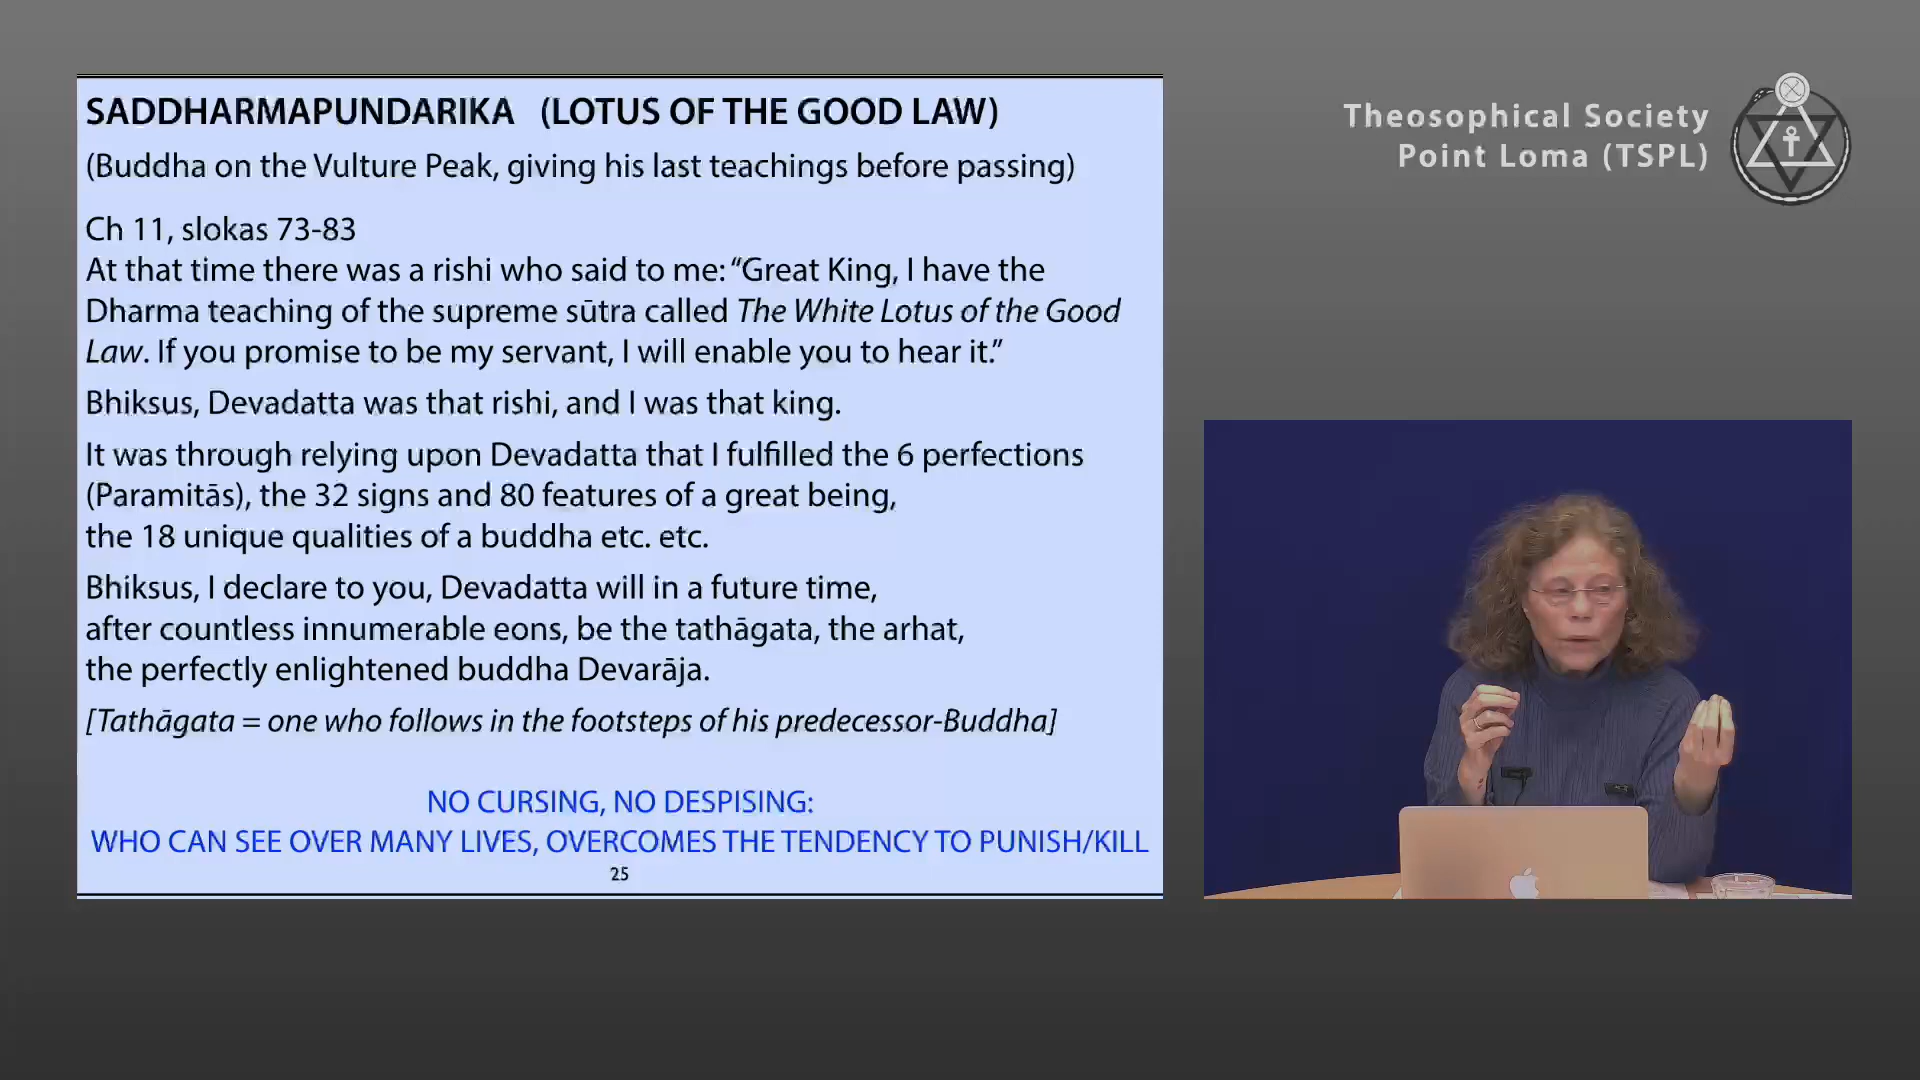 SADDHARMAPUNDARIKA (LOTUS OF THE GOOD LAW)
(Buddha on the Vulture Peak, giving his last teachings before passing)
Ch 11, slokas 73-83
At that time there was a rishi who said to me: “Great King, I have the
Dharma teaching of the supreme sūtra called The White Lotus of the Good
Law. If you promise to be my servant, I will enable you to hear it.”
Bhiksus, Devadatta was that rishi, and I was that king.
It was through relying upon Devadatta that I fulfilled the 6 perfections
(Paramitās), the 32 signs and 80 features of a great being,
the 18 unique qualities of a buddha etc. etc.
Bhiksus, I declare to you, Devadatta will in a future time,
after countless innumerable eons, be the tathāgata, the arhat,
the perfectly enlightened buddha Devarāja.
[Tathāgata = one who follows in the footsteps of his predecessor-Buddha]
NO CURSING, NO DESPISING:
WHO CAN SEE OVER MANY LIVES, OVERCOMES THE TENDENCY TO PUNISH/KILL
25
Theosophical Society
Point Loma (TSPL)